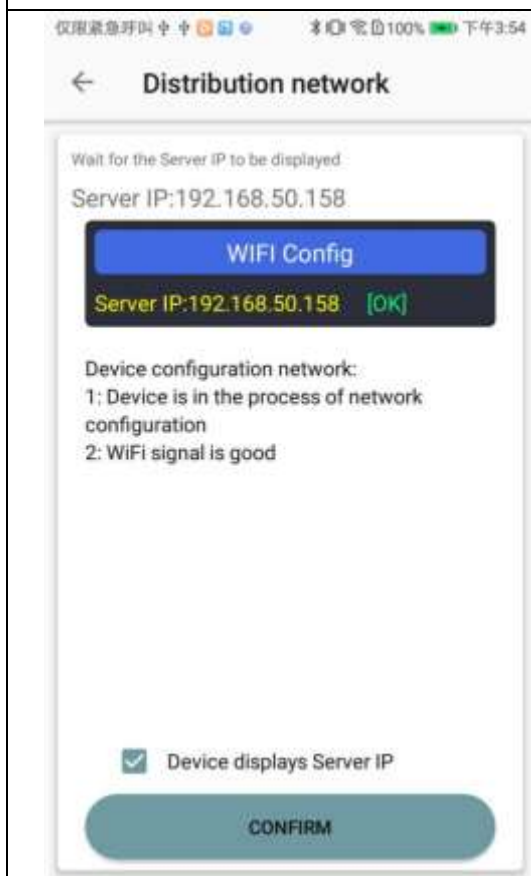 仅限紧急呼叫 100% 下午3:54
Distribution network
Wait for the Server IP to be displayed
Server IP:192.168.50.158
WIFI Config
Server IP:192.168.50.158 [OK]
Device configuration network:
1: Device is in the process of network
configuration
2: WiFi signal is good
Device displays Server IP
CONFIRM